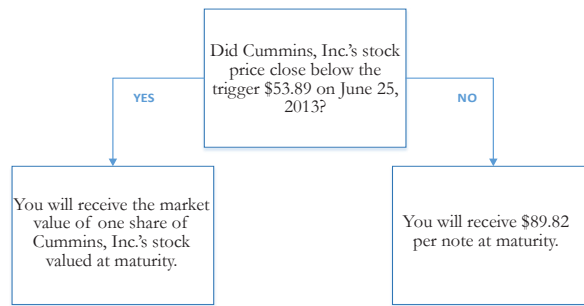 Did Cummins, Inc.'s stock
price close below the
trigger $53.89 on June 25,
2013?
YES
NO
You will receive the market
value of one share of
Cummins, Inc.'s stock
valued at maturity.
You will receive $89.82
per note at maturity.